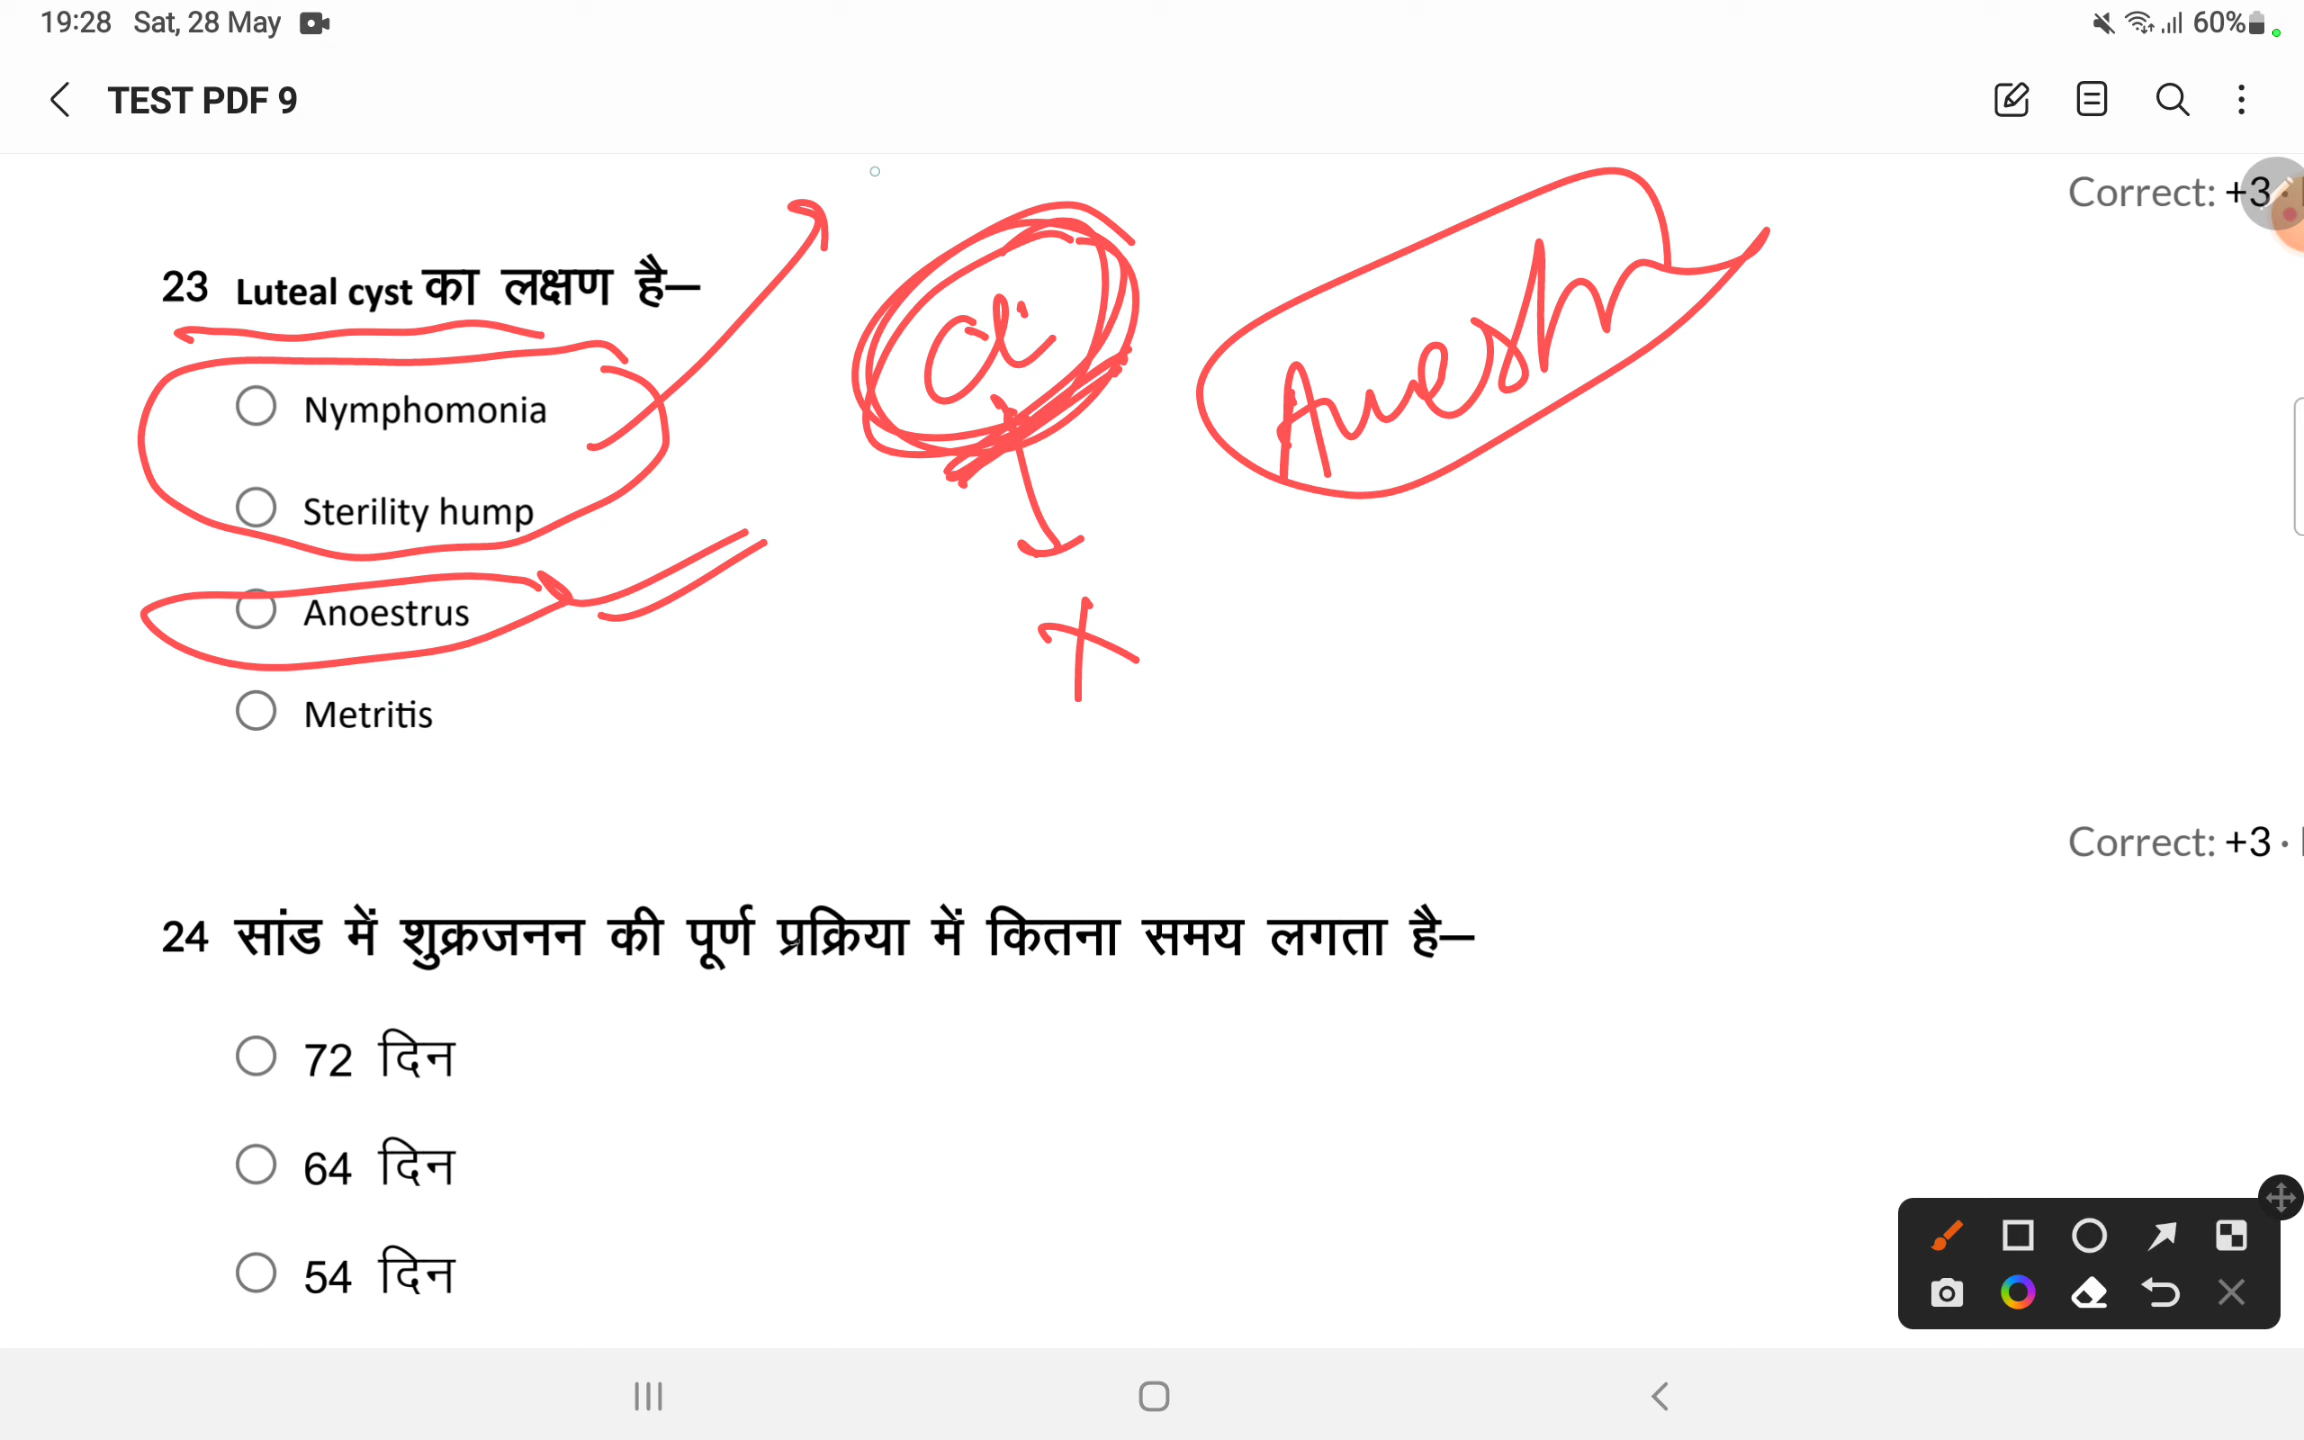 19:28 Sat, 28 May 60%
TEST PDF 9
Correct: +3 ·
23 Luteal cyst का लक्षण है–
Nymphomonia
Sterility hump
Anoestrus
Metritis
Correct: +3 ·
24 सांड में शुक्रजनन की पूर्ण प्रक्रिया में कितना समय लगता है–
72 दिन
64 दिन
54 दिन